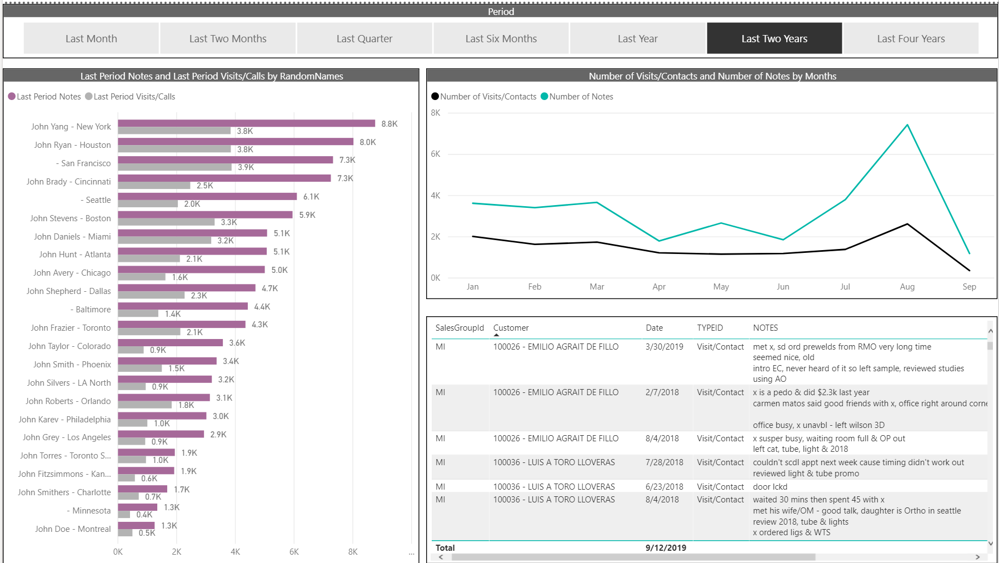 Period
Last Month
Last Two Months
Last Quarter
Last Six Months
Last Year
Last Two Years
Last Four Years
Last Period Notes and Last Period Visits/Calls by RandomNames
Last Period Notes Last Period Visits/Calls
John Yang - New York 8.8K
3.8K
John Ryan - Houston 8.0K
3.8K
- San Francisco 7.3K
3.9K
John Brady - Cincinnati 7.3K
2.5K
- Seattle 6.1K
2.0K
John Stevens - Boston 5.9K
3.3K
John Daniels - Miami 5.1K
3.2K
John Hunt - Atlanta 5.1K
2.1K
John Avery - Chicago 5.0K
1.6K
John Shepherd - Dallas 4.7K
2.3K
- Baltimore 4.4K
1.4K
John Frazier - Toronto 4.3K
2.1K
John Taylor - Colorado 3.6K
0.9K
John Smith - Phoenix 3.4K
1.5K
John Silvers - LA North 3.2K
0.9K
John Roberts - Orlando 3.1K
1.8K
John Karev - Philadelphia 3.0K
1.0K
John Grey - Los Angeles 2.9K
0.9K
John Torres - Toronto S... 1.9K
1.0K
John Fitzsimmons - Kan... 1.9K
0.6K
John Smithers - Charlotte 1.7K
0.7K
- Minnesota 1.3K
0.4K
John Doe - Montreal 1.3K
0.5K
0K 2K 4K 6K 8K ...
Number of Visits/Contacts and Number of Notes by Months
Number of Visits/Contacts Number of Notes
8K
6K
4K
2K
0K
Jan Feb Mar Apr May Jun Jul Aug Sep
SalesGroupId Customer Date TYPEID NOTES
MI 100026 - EMILIO AGRAIT DE FILLO 3/30/2019 Visit/Contact met x, sd ord prewelds from RMO very long time
seemed nice, old
intro EC, never heard of it so left sample, reviewed studies
using AO
MI 100026 - EMILIO AGRAIT DE FILLO 2/7/2018 Visit/Contact x is a pedo & did $2.3k last year
carmen matos said good friends with x, office right around corne
office busy, x unavbl - left wilson 3D
MI 100026 - EMILIO AGRAIT DE FILLO 8/4/2018 Visit/Contact x susper busy, waiting room full & OP out
left cat, tube, light & 2018
MI 100036 - LUIS A TORO LLOVERAS 7/28/2018 Visit/Contact couldn't scdl appt next week cause timing didn't work out
reviewed light & tube promo
MI 100036 - LUIS A TORO LLOVERAS 6/23/2018 Visit/Contact door lckd
MI 100036 - LUIS A TORO LLOVERAS 8/4/2018 Visit/Contact waited 30 mins then spent 45 with x
met his wife/OM - good talk, daughter is Ortho in seattle
review 2018, tube & lights
x ordered ligs & WTS
Total 9/12/2019